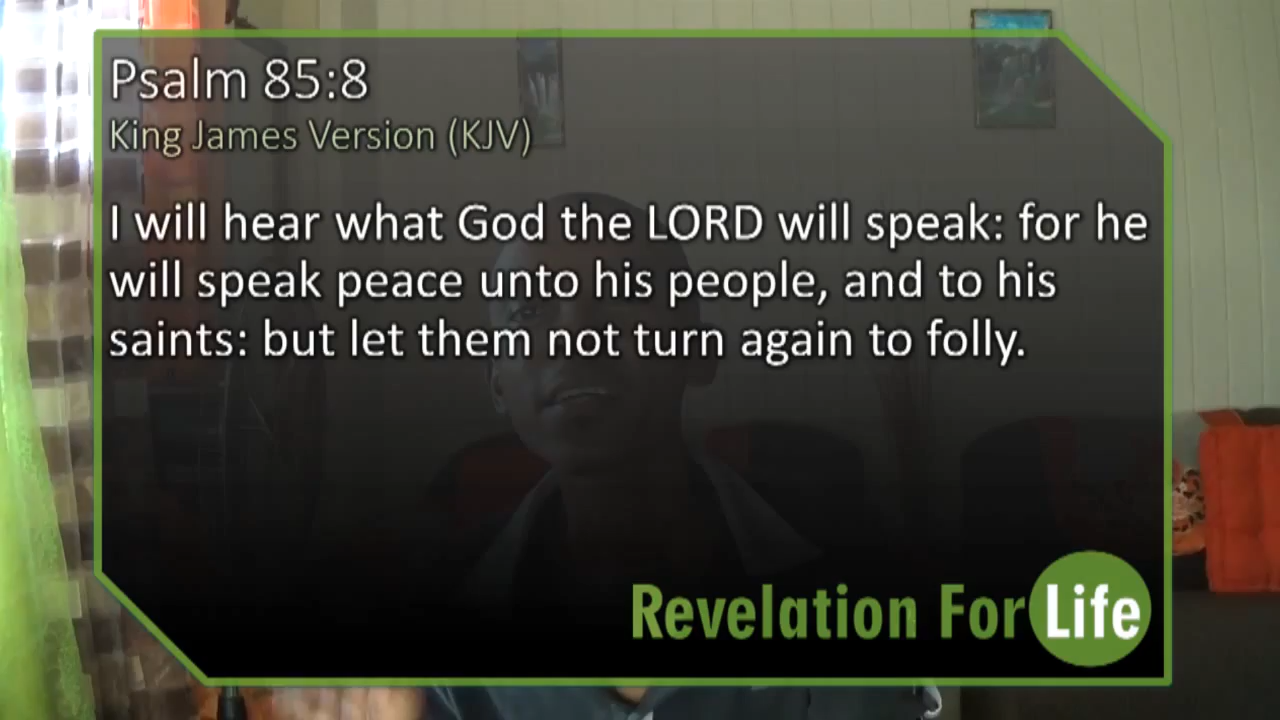 Psalm 85:8
King James Version (KJV)
I will hear what God the LORD will speak: for he
will speak peace unto his people, and to his
saints: but let them not turn again to folly.
Revelation For Life